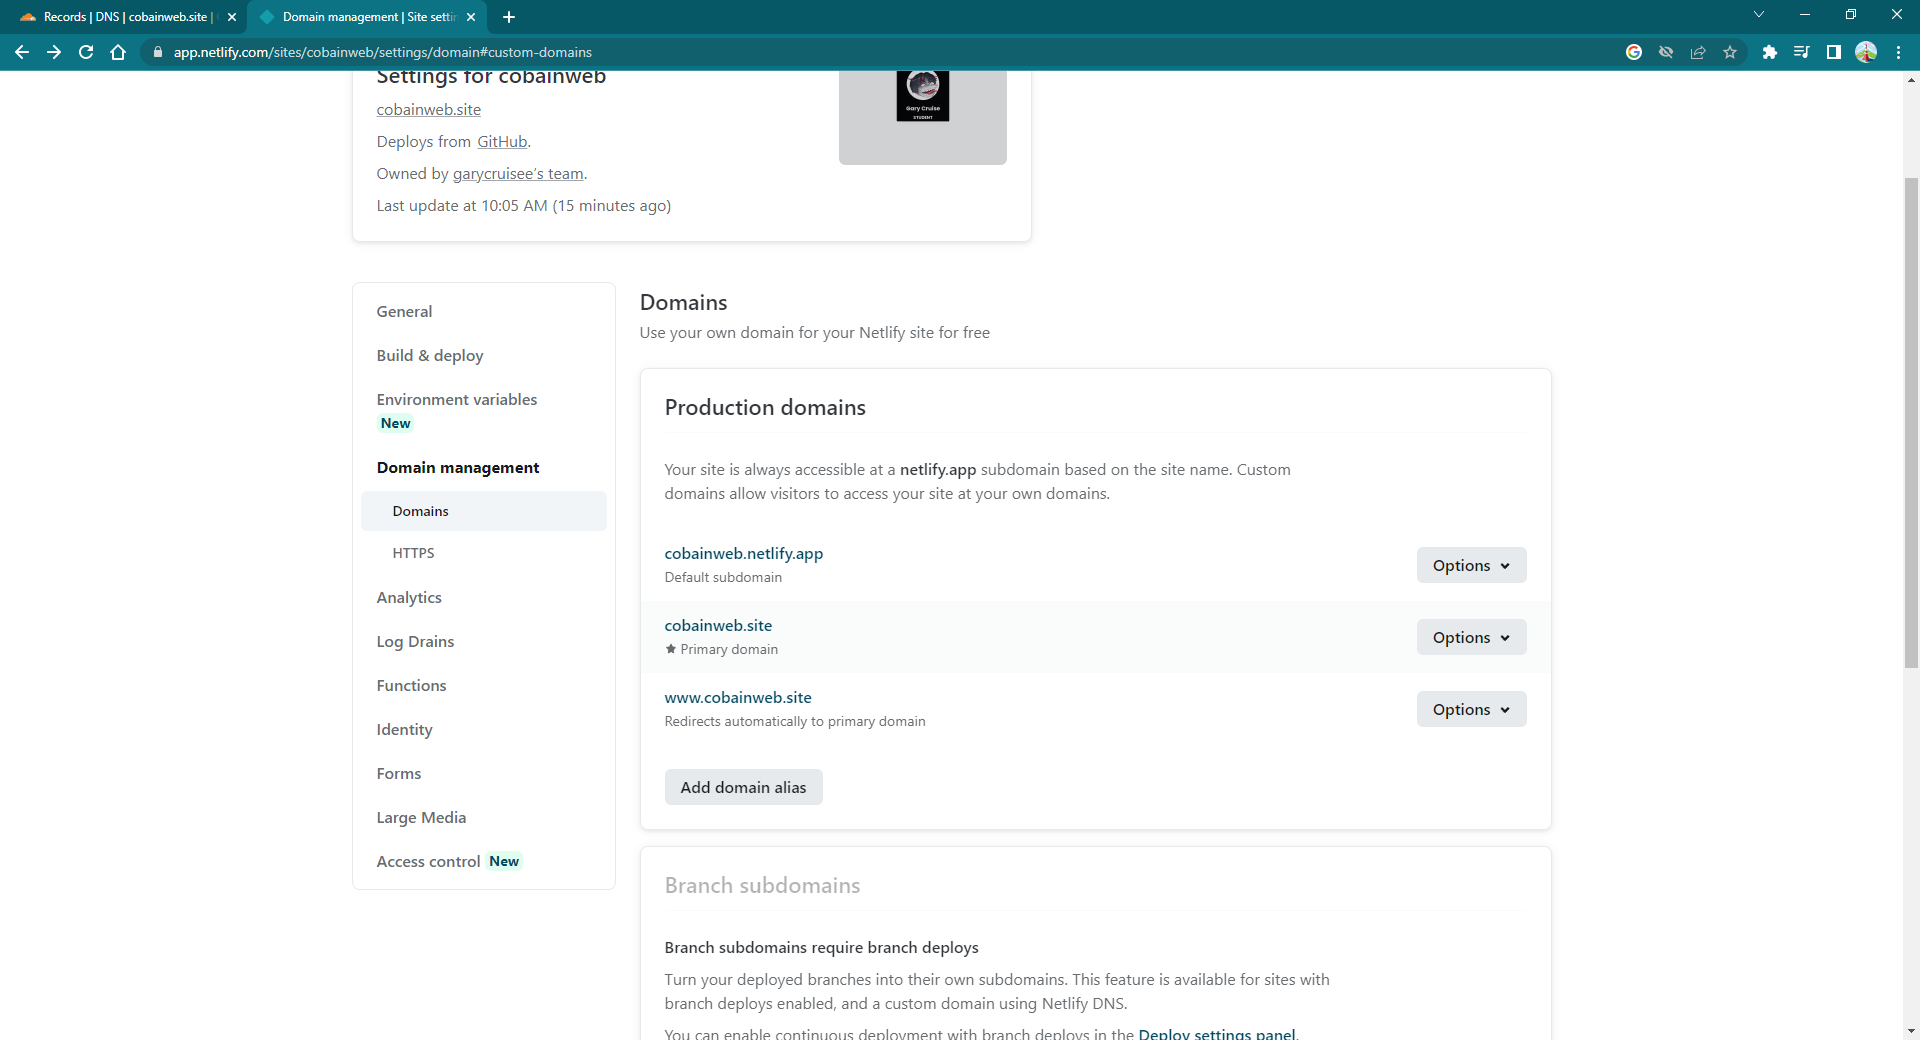 Records | DNS | cobainweb.site |
Domain management | Site settin
app.netlify.com/sites/cobainweb/settings/domain#custom-domains
Settings for cobainweb
cobainweb.site
Deploys from GitHub.
Owned by garycruisee's team.
Last update at 10:05 AM (15 minutes ago)
Gary Cruise
STUDENT
General
Build & deploy
Environment variables
New
Domain management
Domains
HTTPS
Analytics
Log Drains
Functions
Identity
Forms
Large Media
Access control New
Domains
Use your own domain for your Netlify site for free
Production domains
Your site is always accessible at a netlify.app subdomain based on the site name. Custom
domains allow visitors to access your site at your own domains.
cobainweb.netlify.app
Default subdomain
Options
cobainweb.site
★ Primary domain
Options
www.cobainweb.site
Redirects automatically to primary domain
Options
Add domain alias
Branch subdomains
Branch subdomains require branch deploys
Turn your deployed branches into their own subdomains. This feature is available for sites with
branch deploys enabled, and a custom domain using Netlify DNS.
You can enable continuous deployment with branch deploys in the Deploy settings panel.